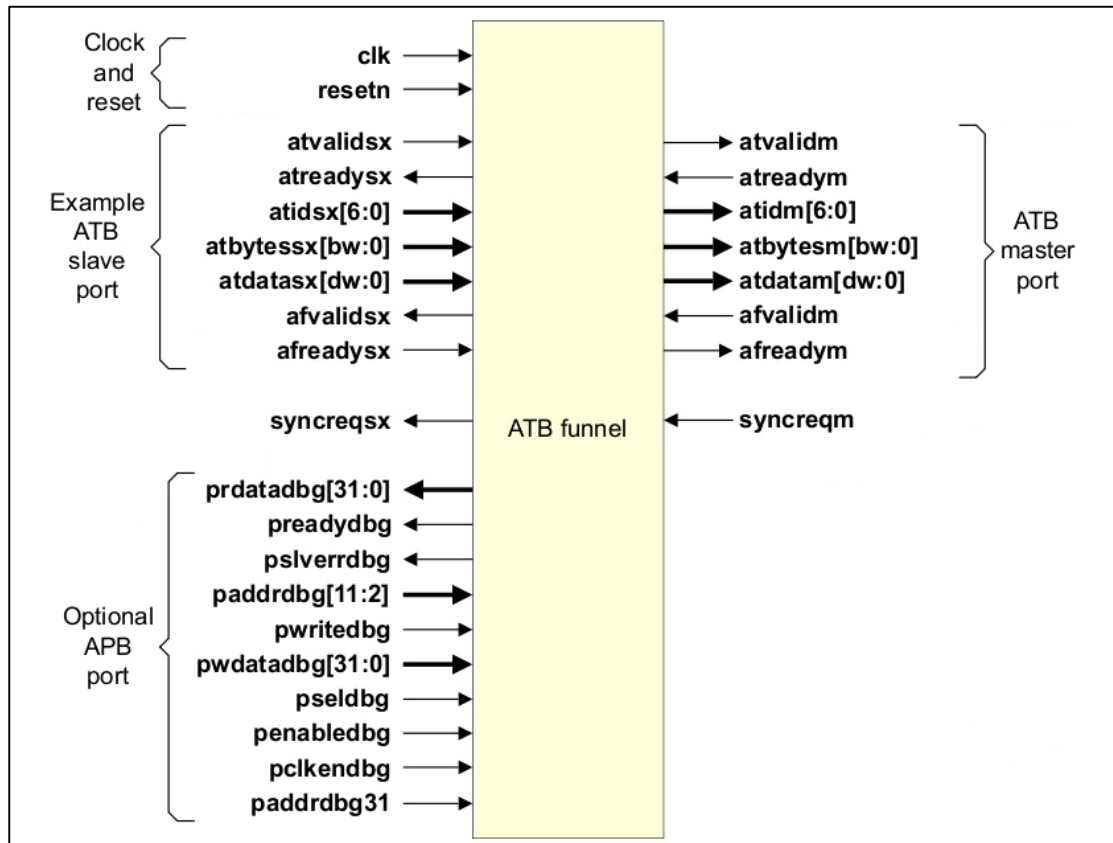 Clock
and
reset
clk
resetn
Example
ATB
slave
port
atvalidsx
atreadysx
atidsx[6:0]
atbytessx[bw:0]
atdatasx[dw:0]
afvalidsx
afreadysx
syncreqsx
Optional
APB
port
prdatadbg[31:0]
preadydbg
pslverrdbg
paddrdbg[11:2]
pwritedbg
pwdatadbg[31:0]
pseldbg
penabledbg
pclkendbg
paddrdbg31
ATB funnel
atvalidm
atreadym
atidm[6:0]
atbytesm[bw:0]
atdatam[dw:0]
afvalidm
afreadym
syncreqm
ATB
master
port